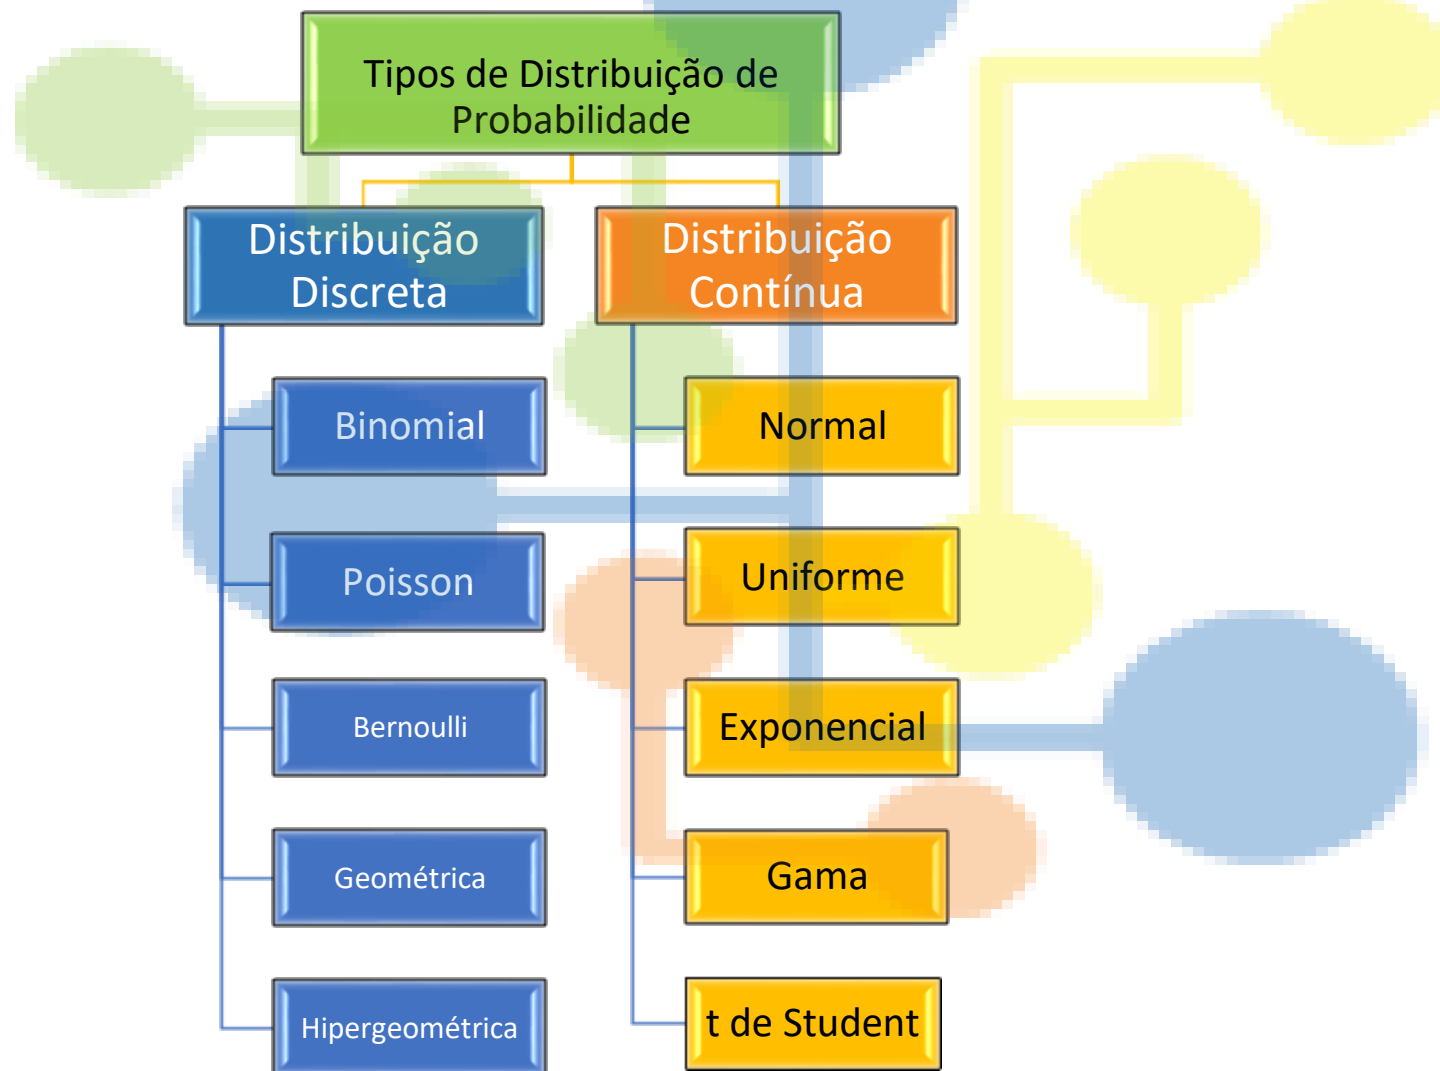 Tipos de Distribuição de
Probabilidade
Distribuição
Discreta
Binomial
Poisson
Bernoulli
Geométrica
Hipergeométrica
Distribuição
Contínua
Normal
Uniforme
Exponencial
Gama
t de Student